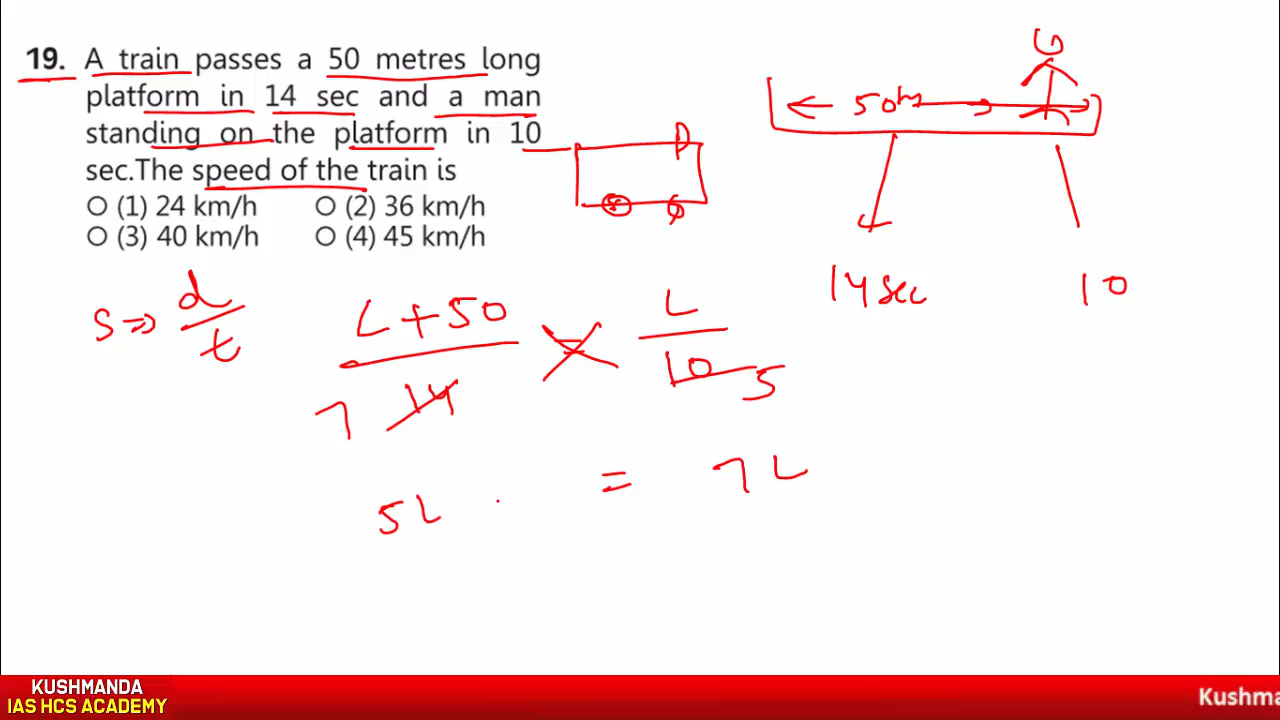 19. A train passes a 50 metres long
platform in 14 sec and a man
standing on the platform in 10
sec.The speed of the train is
O (1) 24 km/h O (2) 36 km/h
O (3) 40 km/h O (4) 45 km/h
50m
14 sec 10
S => d/t
L+50 = L
7 14 10 5
5L = 7L
KUSHMANDA
IAS HCS ACADEMY
Kushma